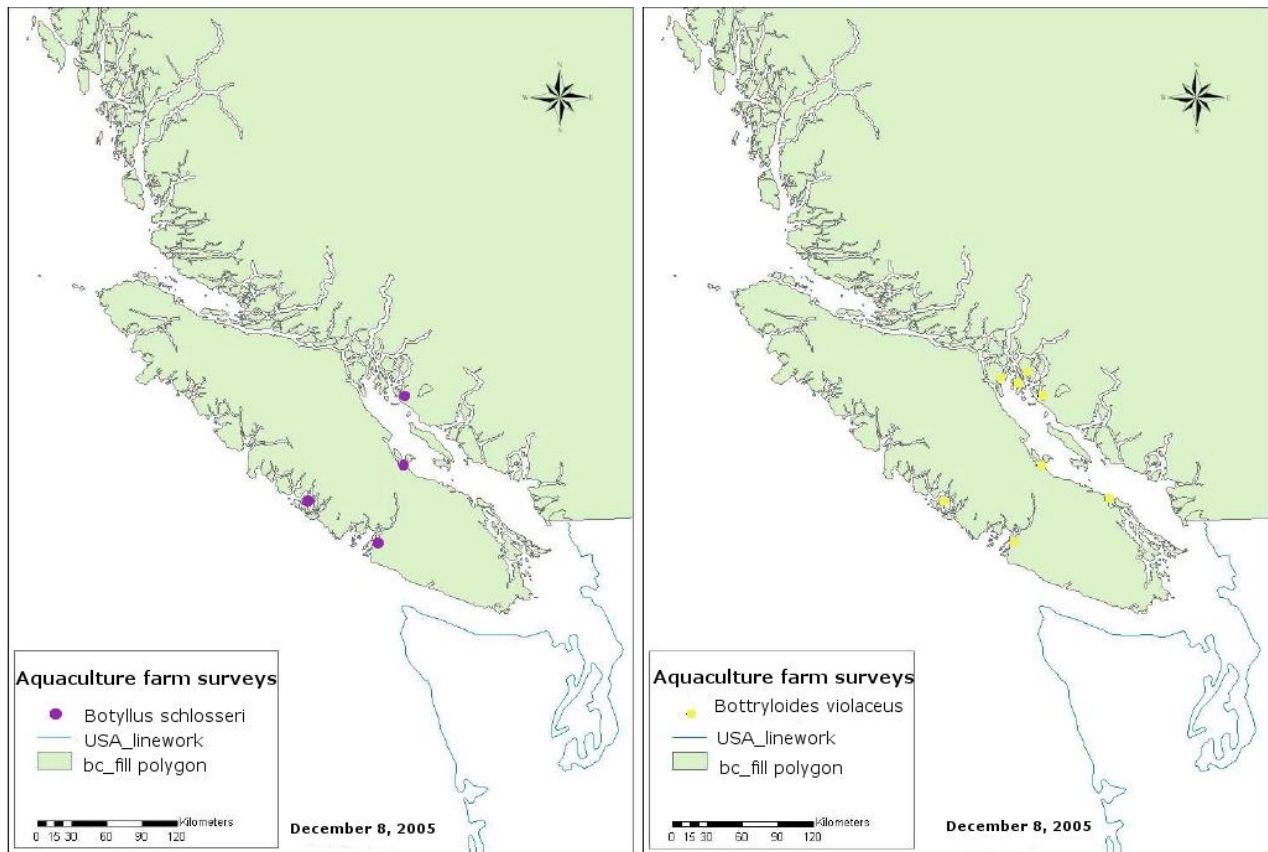 N
W E
S
Aquaculture farm surveys
Botyllus schlosseri
USA_linework
bc_fill polygon
Kilometers
0 15 30 60 90 120
December 8, 2005
N
W E
Aquaculture farm surveys
Bottryloides violaceus
USA_linework
bc_fill polygon
Kilometers
0 15 30 60 90 120
December 8, 2005